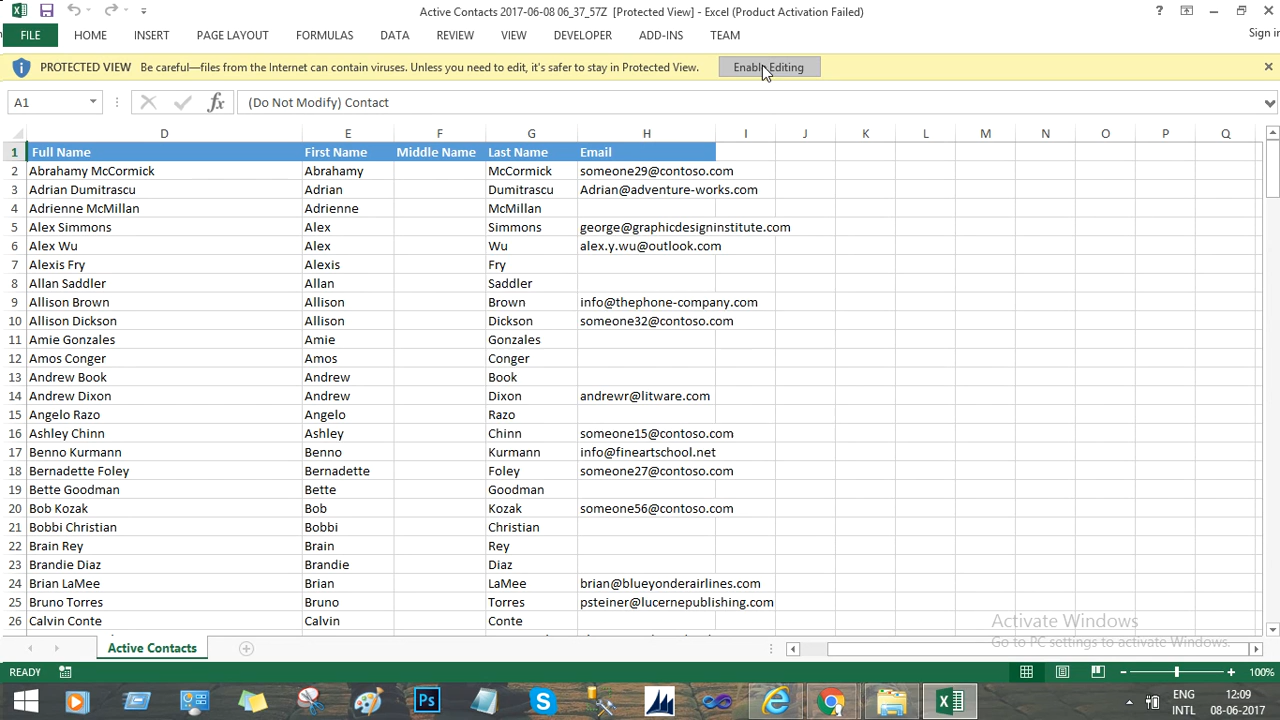 Active Contacts 2017-06-08 06_37_57Z [Protected View] - Excel (Product Activation Failed)
FILE HOME INSERT PAGE LAYOUT FORMULAS DATA REVIEW VIEW DEVELOPER ADD-INS TEAM Sign in
PROTECTED VIEW Be careful—files from the Internet can contain viruses. Unless you need to edit, it's safer to stay in Protected View. Enable Editing
A1 fx (Do Not Modify) Contact
D E F G H I J K L M N O P Q
1 Full Name First Name Middle Name Last Name Email
2 Abrahamy McCormick Abrahamy McCormick someone29@contoso.com
3 Adrian Dumitrascu Adrian Dumitrascu Adrian@adventure-works.com
4 Adrienne McMillan Adrienne McMillan
5 Alex Simmons Alex Simmons george@graphicdesigninstitute.com
6 Alex Wu Alex Wu alex.y.wu@outlook.com
7 Alexis Fry Alexis Fry
8 Allan Saddler Allan Saddler
9 Allison Brown Allison Brown info@thephone-company.com
10 Allison Dickson Allison Dickson someone32@contoso.com
11 Amie Gonzales Amie Gonzales
12 Amos Conger Amos Conger
13 Andrew Book Andrew Book
14 Andrew Dixon Andrew Dixon andrewr@litware.com
15 Angelo Razo Angelo Razo
16 Ashley Chinn Ashley Chinn someone15@contoso.com
17 Benno Kurmann Benno Kurmann info@fineartschool.net
18 Bernadette Foley Bernadette Foley someone27@contoso.com
19 Bette Goodman Bette Goodman
20 Bob Kozak Bob Kozak someone56@contoso.com
21 Bobbi Christian Bobbi Christian
22 Brain Rey Brain Rey
23 Brandie Diaz Brandie Diaz
24 Brian LaMee Brian LaMee brian@blueyonderairlines.com
25 Bruno Torres Bruno Torres psteiner@lucernepublishing.com
26 Calvin Conte Calvin Conte
Activate Windows
Go to PC settings to activate Windows.
Active Contacts
READY 100%
Ps S ENG 12:09
INTL 08-06-2017